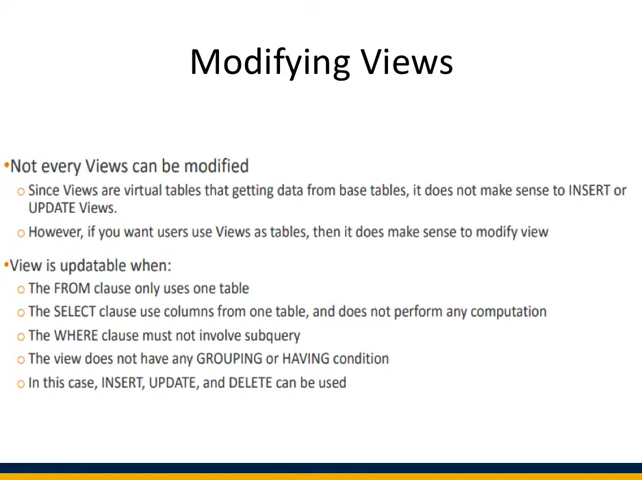 Modifying Views
•Not every Views can be modified
o Since Views are virtual tables that getting data from base tables, it does not make sense to INSERT or
UPDATE Views.
o However, if you want users use Views as tables, then it does make sense to modify view
•View is updatable when:
o The FROM clause only uses one table
o The SELECT clause use columns from one table, and does not perform any computation
o The WHERE clause must not involve subquery
o The view does not have any GROUPING or HAVING condition
o In this case, INSERT, UPDATE, and DELETE can be used